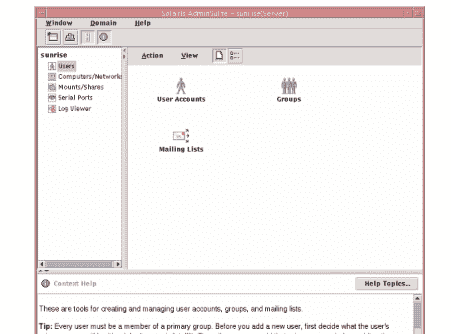 Solaris AdminSuite - sunrise(Server)
Window Domain Help
sunrise
Users
Computers/Networks
Mounts/Shares
Serial Ports
Log Viewer
Action View
User Accounts Groups
Mailing Lists
Context Help Help Topics...
These are tools for creating and managing user accounts, groups, and mailing lists.
Tip: Every user must be a member of a primary group. Before you add a new user, first decide what the user's